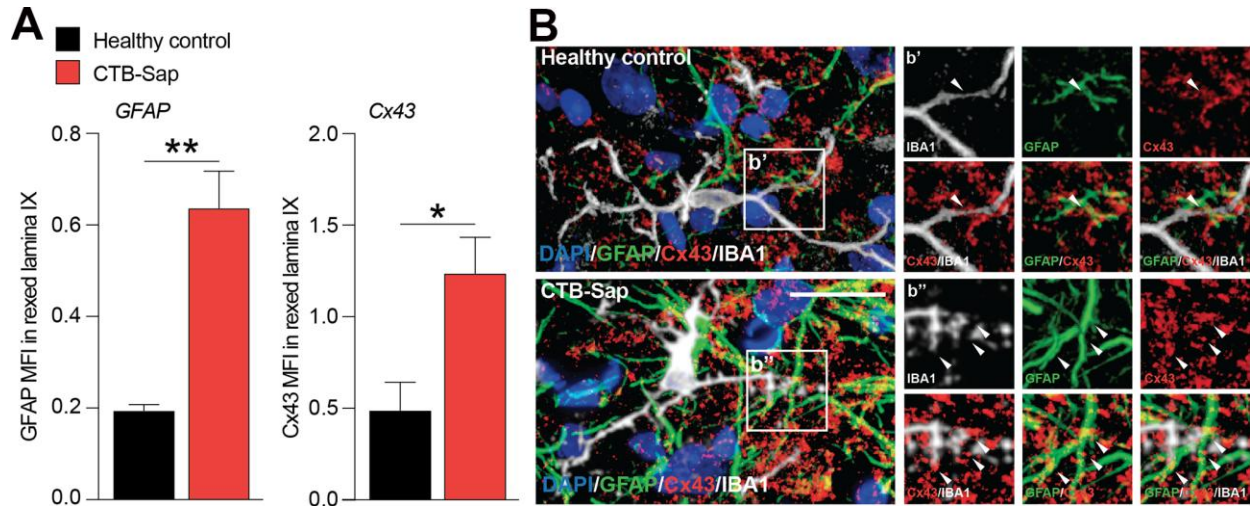 A
Healthy control
CTB-Sap
GFAP
GFAP MFI in rexed lamina IX
0.8
0.6
0.4
0.2
0.0
**
Cx43
Cx43 MFI in rexed lamina IX
2.0
1.5
1.0
0.5
0.0
*
B
Healthy control
b'
DAPI/GFAP/Cx43/IBA1
b'
IBA1
GFAP
Cx43
Cx43/IBA1
GFAP/Cx43
GFAP/Cx43/IBA1
CTB-Sap
b''
DAPI/GFAP/Cx43/IBA1
b''
IBA1
GFAP
Cx43
Cx43/IBA1
GFAP/Cx43
GFAP/Cx43/IBA1